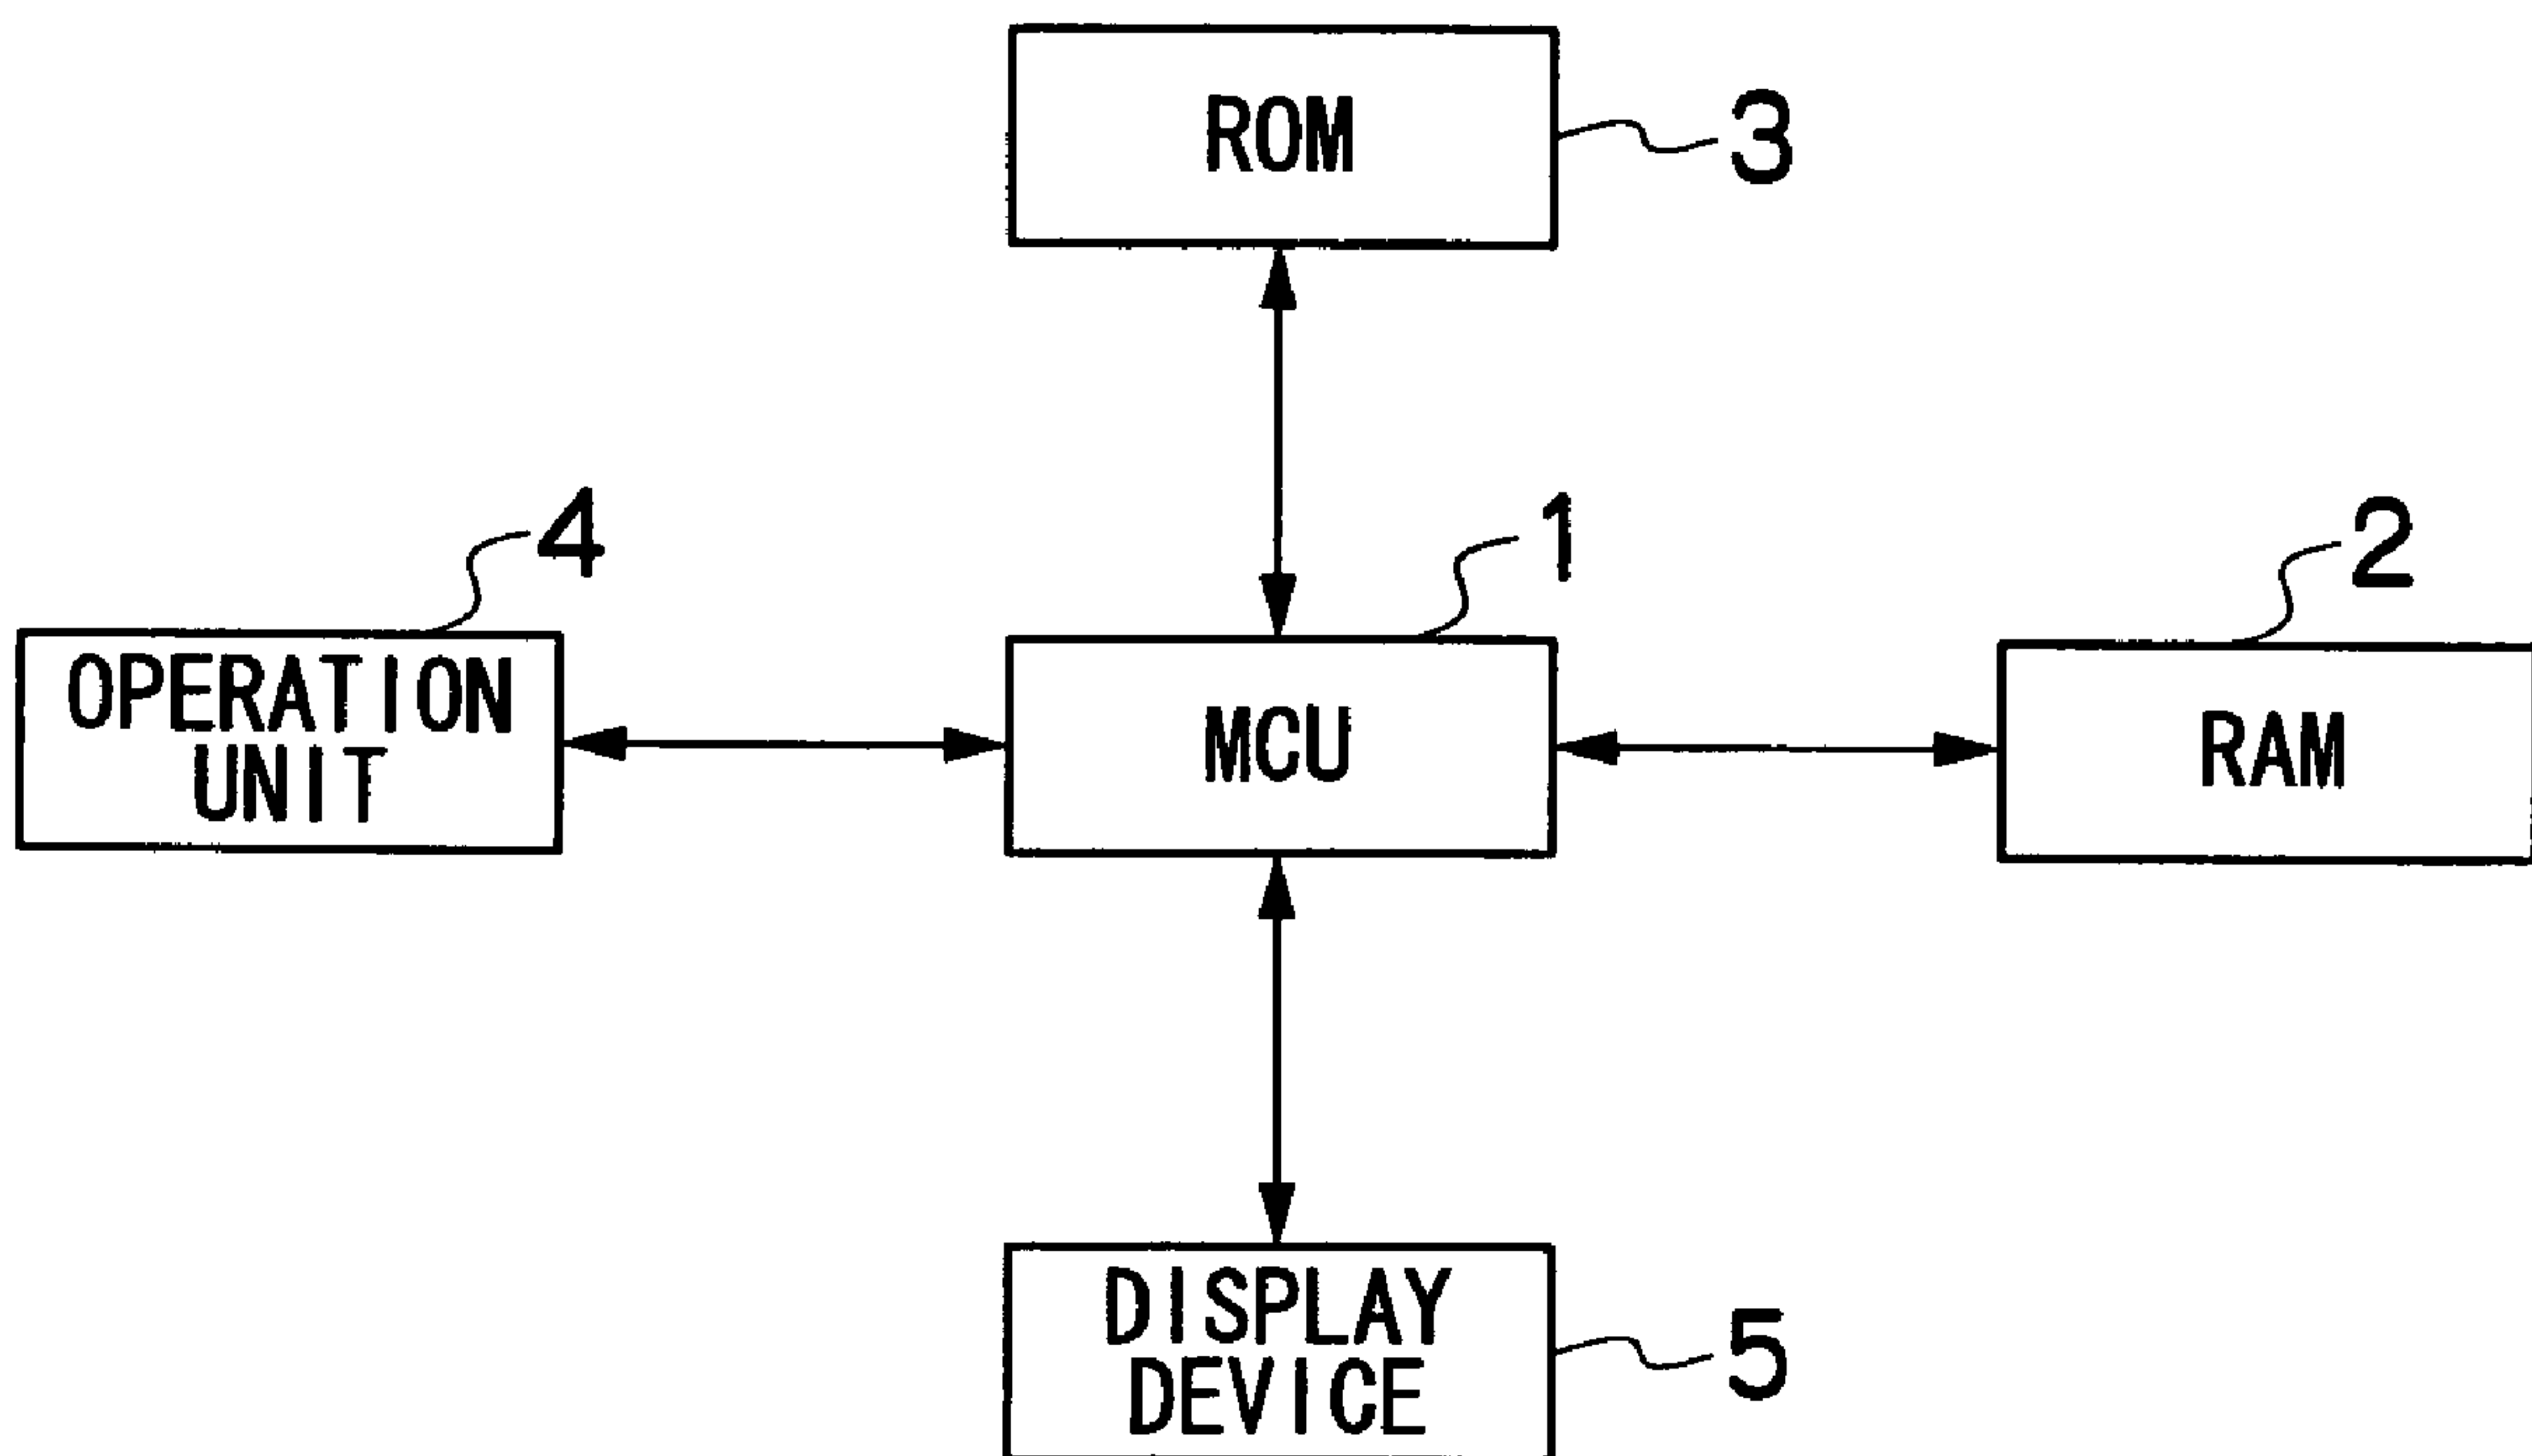 ROM
3
4
1
2
OPERATION
UNIT
MCU
RAM
DISPLAY
DEVICE
5